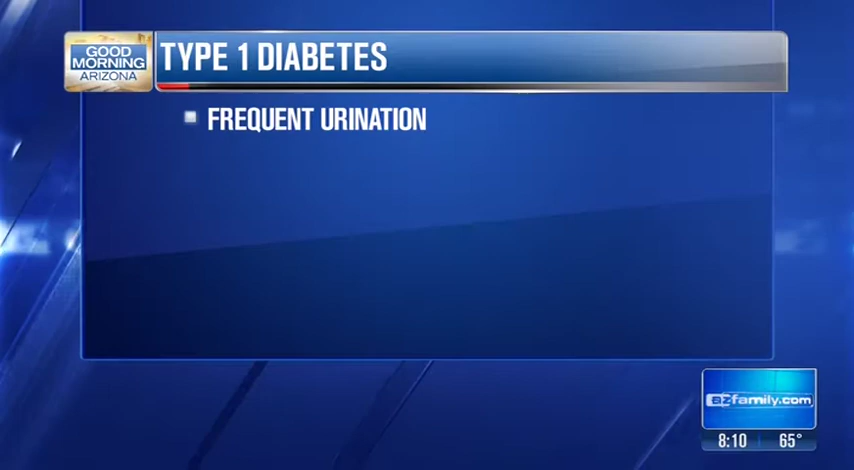 GOOD
MORNING
ARIZONA
TYPE 1 DIABETES
FREQUENT URINATION
azfamily.com
8:10 65°